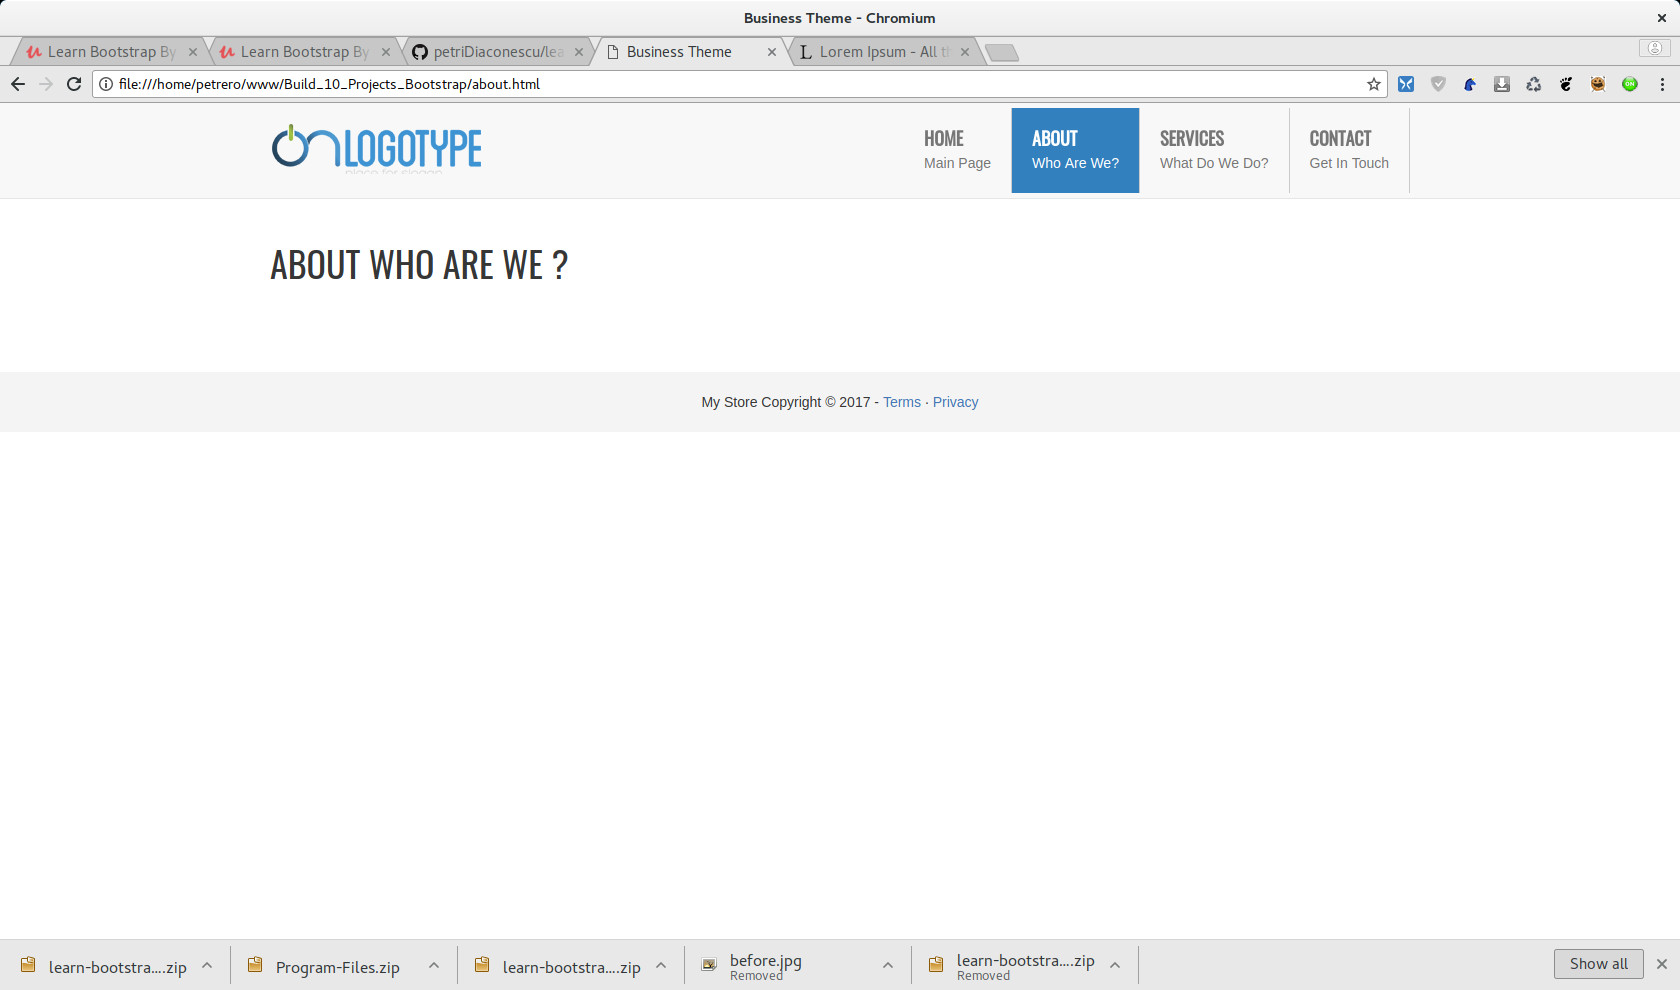 Business Theme - Chromium
Learn Bootstrap By
Learn Bootstrap By
petriDiaconescu/lea
Business Theme
Lorem Ipsum - All t
file:///home/petrero/www/Build_10_Projects_Bootstrap/about.html
ON
LOGOTYPE
HOME
Main Page
ABOUT
Who Are We?
SERVICES
What Do We Do?
CONTACT
Get In Touch
ABOUT WHO ARE WE ?
My Store Copyright © 2017 - Terms · Privacy
learn-bootstra....zip
Program-Files.zip
learn-bootstra....zip
before.jpg
Removed
learn-bootstra....zip
Removed
Show all